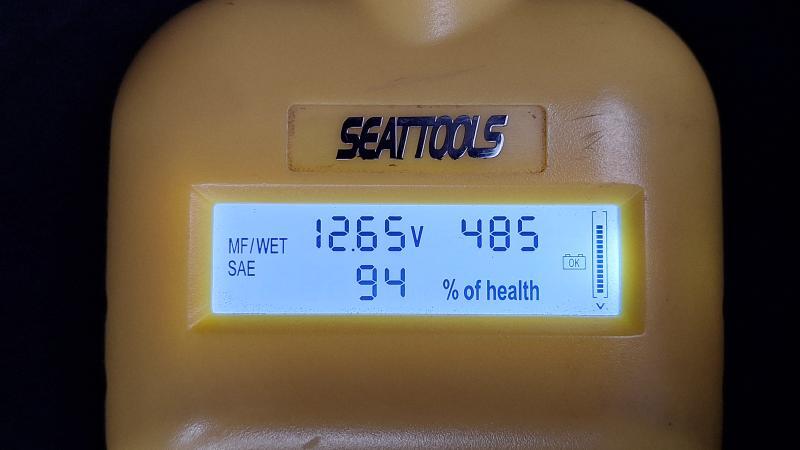 SEATTOOLS
MF/WET 12.65V 485
SAE 94 % of health
OK